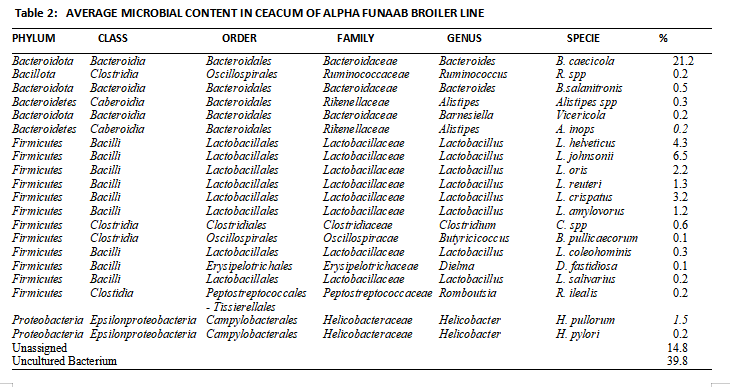 Table 2: AVERAGE MICROBIAL CONTENT IN CEACUM OF ALPHA FUNAAB BROILER LINE
PHYLUM CLASS ORDER FAMILY GENUS SPECIE %
Bacteroidota Bacteroidia Bacteroidales Bacteroidaceae Bacteroides B. caecicola 21.2
Bacillota Clostridia Oscillospirales Ruminococcaceae Ruminococcus R. spp 0.2
Bacteroidota Bacteroidia Bacteroidales Bacteroidaceae Bacteroides B.salanitronis 0.5
Bacteroidetes Caberoidia Bacteroidales Rikenellaceae Alistipes Alistipes spp 0.3
Bacteroidota Bacteroidia Bacteroidales Bacteroidaceae Barnesiella Vicericola 0.2
Bacteroidetes Caberoidia Bacteroidales Rikenellaceae Alistipes A. inops 0.2
Firmicutes Bacilli Lactobacillales Lactobacillaceae Lactobacillus L. helveticus 4.3
Firmicutes Bacilli Lactobacillales Lactobacillaceae Lactobacillus L. johnsonii 6.5
Firmicutes Bacilli Lactobacillales Lactobacillaceae Lactobacillus L. oris 2.2
Firmicutes Bacilli Lactobacillales Lactobacillaceae Lactobacillus L. reuteri 1.3
Firmicutes Bacilli Lactobacillales Lactobacillaceae Lactobacillus L. crispatus 3.2
Firmicutes Bacilli Lactobacillales Lactobacillaceae Lactobacillus L. amylovorus 1.2
Firmicutes Clostridia Clostridiales Clostridiaceae Clostridium C. spp 0.6
Firmicutes Clostridia Oscillospirales Oscillospiracae Butyricicoccus B. pullicaecorum 0.1
Firmicutes Bacilli Lactobacillales Lactobacillaceae Lactobacillus L. coleohominis 0.3
Firmicutes Bacilli Erysipelotrichales Erysipelotrichaceae Dielma D. fastidiosa 0.1
Firmicutes Bacilli Lactobacillales Lactobacillaceae Lactobacillus L. salivarius 0.2
Firmicutes Clostidia Peptostreptococcales Peptostreptococcaceae Romboutsia R. ilealis 0.2
- Tissierellales
Proteobacteria Epsilonproteobacteria Campylobacterales Helicobacteraceae Helicobacter H. pullorum 1.5
Proteobacteria Epsilonproteobacteria Campylobacterales Helicobacteraceae Helicobacter H. pylori 0.2
Unassigned 14.8
Uncultured Bacterium 39.8